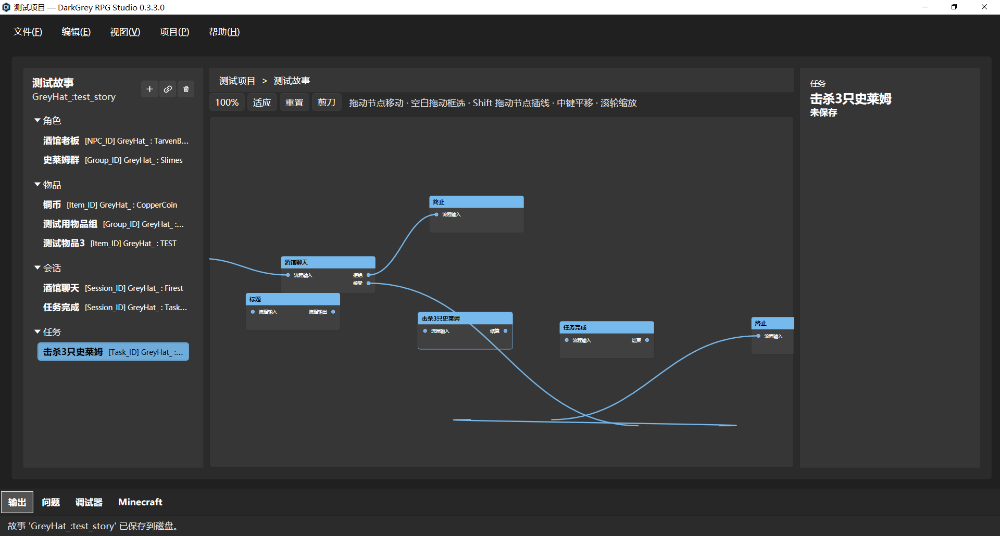 测试项目 — DarkGrey RPG Studio 0.3.3.0
文件(F) 编辑(E) 视图(V) 项目(P) 帮助(H)
测试故事
GreyHat_:test_story
角色
酒馆老板 [NPC_ID] GreyHat_ : TarvenB...
史莱姆群 [Group_ID] GreyHat_ : Slimes
物品
铜币 [Item_ID] GreyHat_ : CopperCoin
测试用物品组 [Group_ID] GreyHat_ :...
测试物品3 [Item_ID] GreyHat_ : TEST
会话
酒馆聊天 [Session_ID] GreyHat_ : Firest
任务完成 [Session_ID] GreyHat_ : Task...
任务
击杀3只史莱姆 [Task_ID] GreyHat_ :...
测试项目 > 测试故事
100% 适应 重置 剪刀 拖动节点移动 · 空白拖动框选 · Shift 拖动节点插线 · 中键平移 · 滚轮缩放
终止
流程输入
酒馆聊天
流程输入 拒绝
接受
标题
流程输入 流程输出
击杀3只史莱姆
流程输入 结算
任务完成
流程输入 结束
终止
流程输入
任务
击杀3只史莱姆
未保存
输出 问题 调试器 Minecraft
故事 'GreyHat_:test_story' 已保存到磁盘。